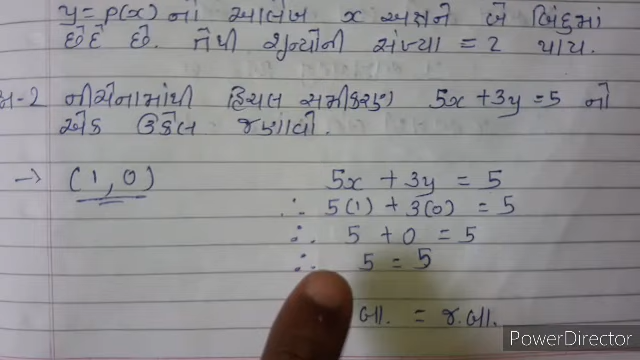 y = P(x) નો આલેખ x અક્ષને બે બિંદુમાં
છેદે છે. તેથી શૂન્યોની સંખ્યા = 2 થાય.
-2 નીચેનામાંથી દ્વિચલ સમીકરણ 5x + 3y = 5 નો
એક ઉકેલ જણાવો.
→ (1, 0) 5x + 3y = 5
∴ 5(1) + 3(0) = 5
∴ 5 + 0 = 5
∴ 5 = 5
બા. = જ.બા.
PowerDirector